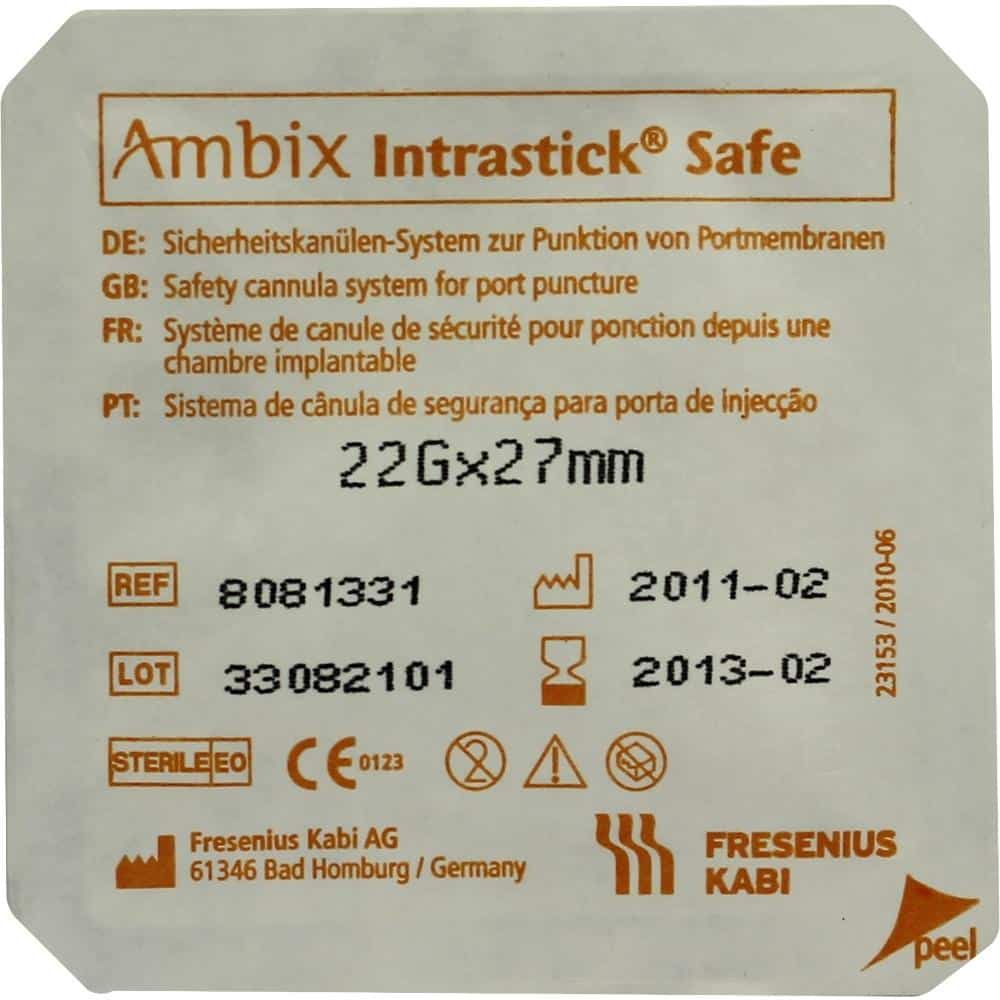 Ambix Intrastick® Safe
DE: Sicherheitskanülen-System zur Punktion von Portmembranen
GB: Safety cannula system for port puncture
FR: Système de canule de sécurité pour ponction depuis une
chambre implantable
PT: Sistema de cânula de segurança para porta de injecção
22Gx27mm
REF 8081331
2011-02
LOT 33082101
2013-02
23153 / 2010-06
STERILE EO
CE 0123
2
Fresenius Kabi AG
61346 Bad Homburg / Germany
FRESENIUS
KABI
peel